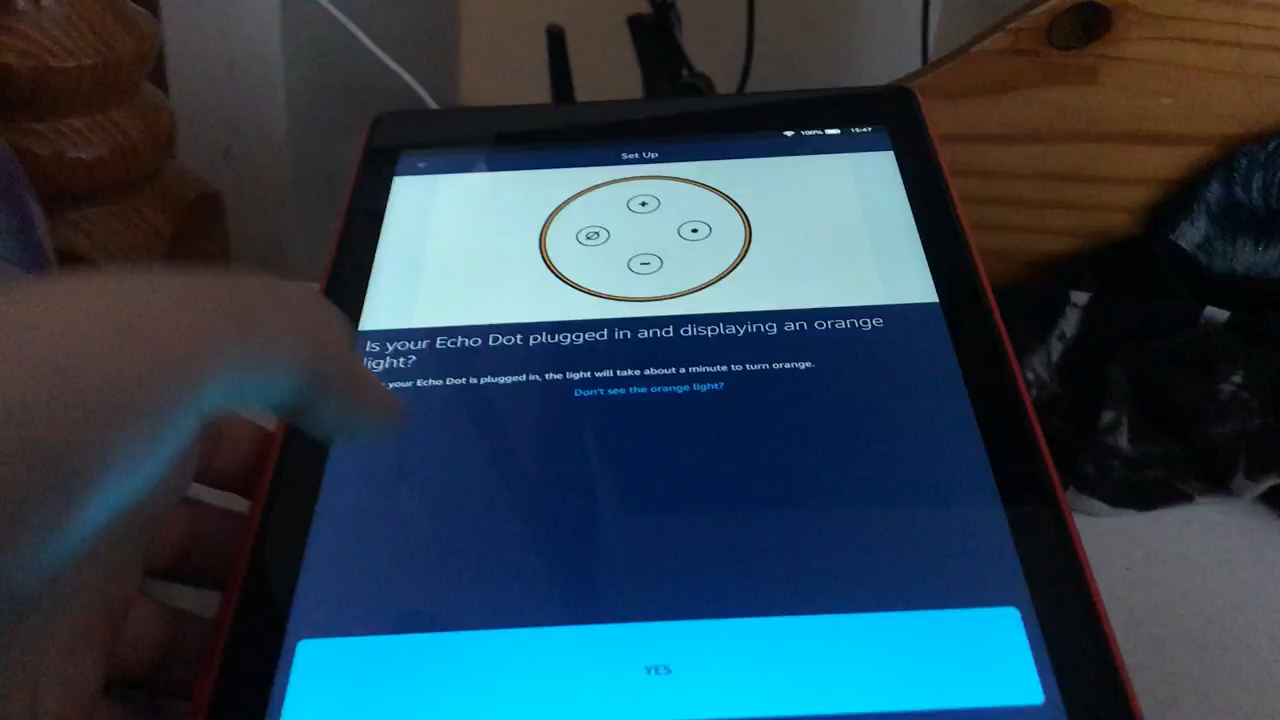 100% 15:47
Set Up
Is your Echo Dot plugged in and displaying an orange
light?
your Echo Dot is plugged in, the light will take about a minute to turn orange.
Don't see the orange light?
YES